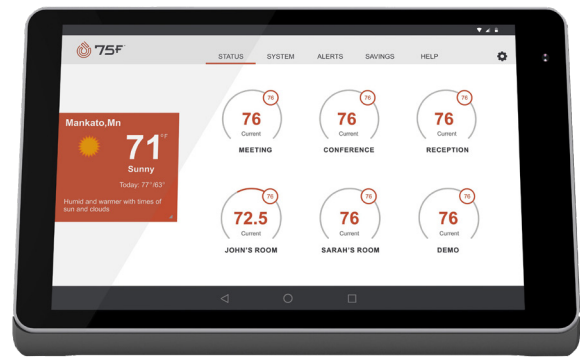 75F
STATUS SYSTEM ALERTS SAVINGS HELP
Mankato,Mn
71°F
Sunny
Today: 77°/63°
Humid and warmer with times of
sun and clouds
76
76
Current
MEETING
76
76
Current
CONFERENCE
76
76
Current
RECEPTION
76
72.5
Current
JOHN'S ROOM
76
76
Current
SARAH'S ROOM
76
76
Current
DEMO